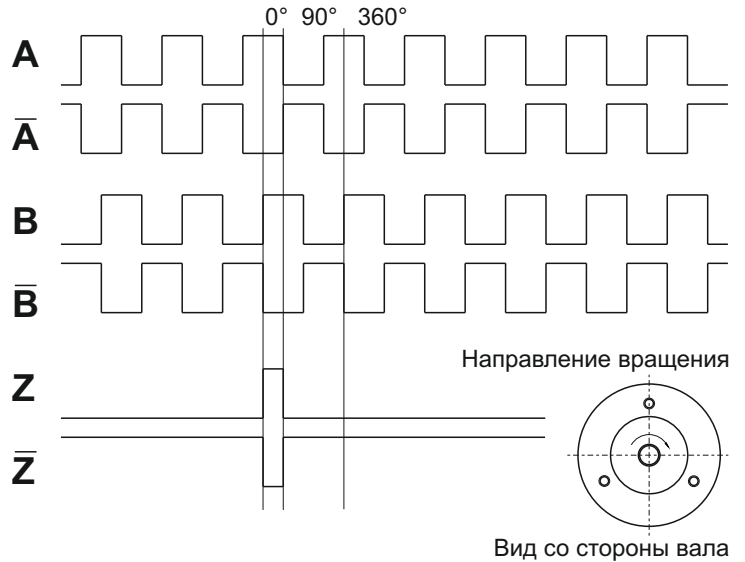 0° 90° 360°
A
A̅
B
B̅
Z
Z̅
Направление вращения
Вид со стороны вала